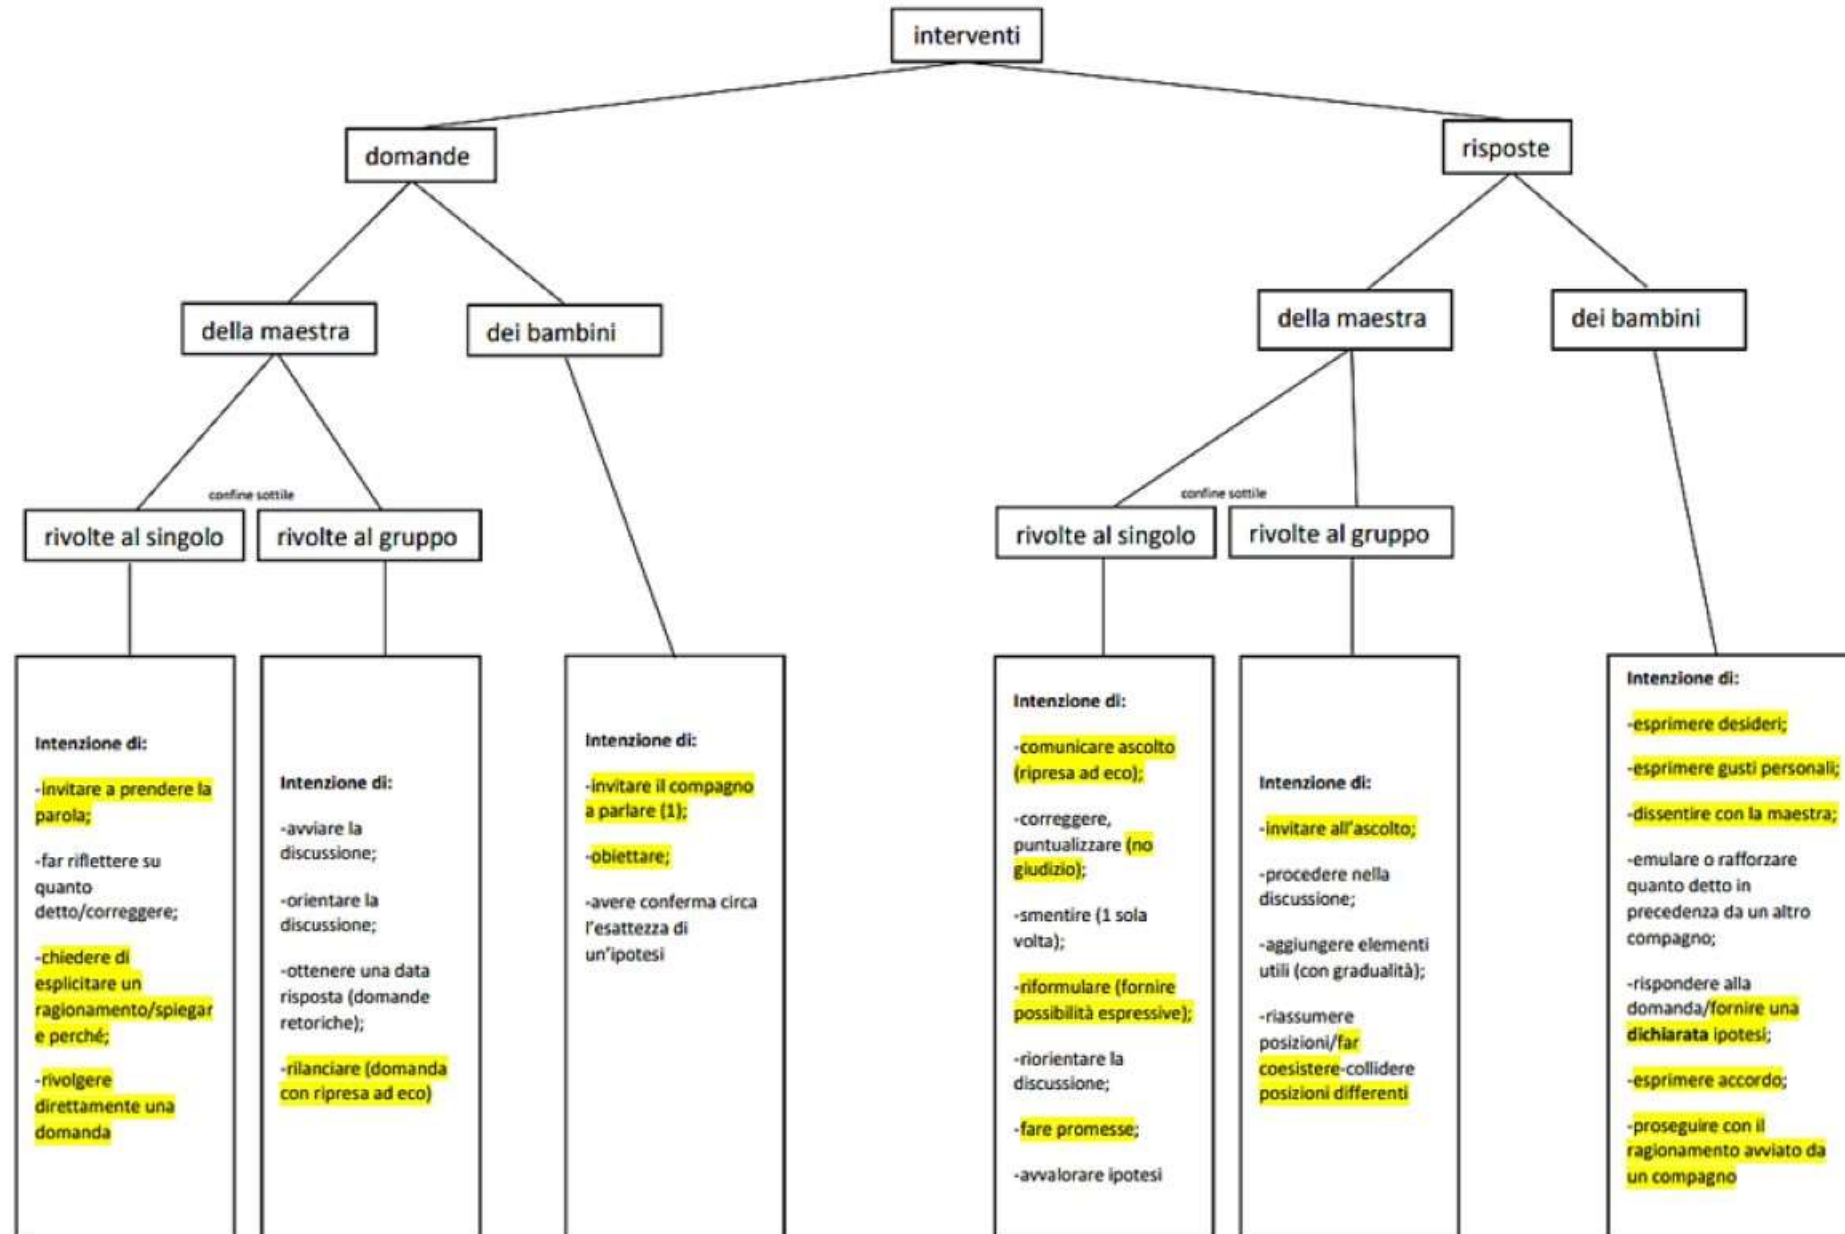 interventi
domande
risposte
della maestra
dei bambini
della maestra
dei bambini
confine sottile
confine sottile
rivolte al singolo
rivolte al gruppo
rivolte al singolo
rivolte al gruppo
Intenzione di:
-invitare a prendere la
parola;
-far riflettere su
quanto
detto/correggere;
-chiedere di
esplicitare un
ragionamento/spiegar
e perché;
-rivolgere
direttamente una
domanda
Intenzione di:
-avviare la
discussione;
-orientare la
discussione;
-ottenere una data
risposta (domande
retoriche);
-rilanciare (domanda
con ripresa ad eco)
Intenzione di:
-invitare il compagno
a parlare (1);
-obiettare;
-avere conferma circa
l'esattezza di
un'ipotesi
Intenzione di:
-comunicare ascolto
(ripresa ad eco);
-correggere,
puntualizzare (no
giudizio);
-smentire (1 sola
volta);
-riformulare (fornire
possibilità espressive);
-riorientare la
discussione;
-fare promesse;
-avvalorare ipotesi
Intenzione di:
-invitare all'ascolto;
-procedere nella
discussione;
-aggiungere elementi
utili (con gradualità);
-riassumere
posizioni/far
coesistere-collidere
posizioni differenti
Intenzione di:
-esprimere desideri;
-esprimere gusti personali;
-dissentire con la maestra;
-emulare o rafforzare
quanto detto in
precedenza da un altro
compagno;
-rispondere alla
domanda/fornire una
dichiarata ipotesi;
-esprimere accordo;
-proseguire con il
ragionamento avviato da
un compagno